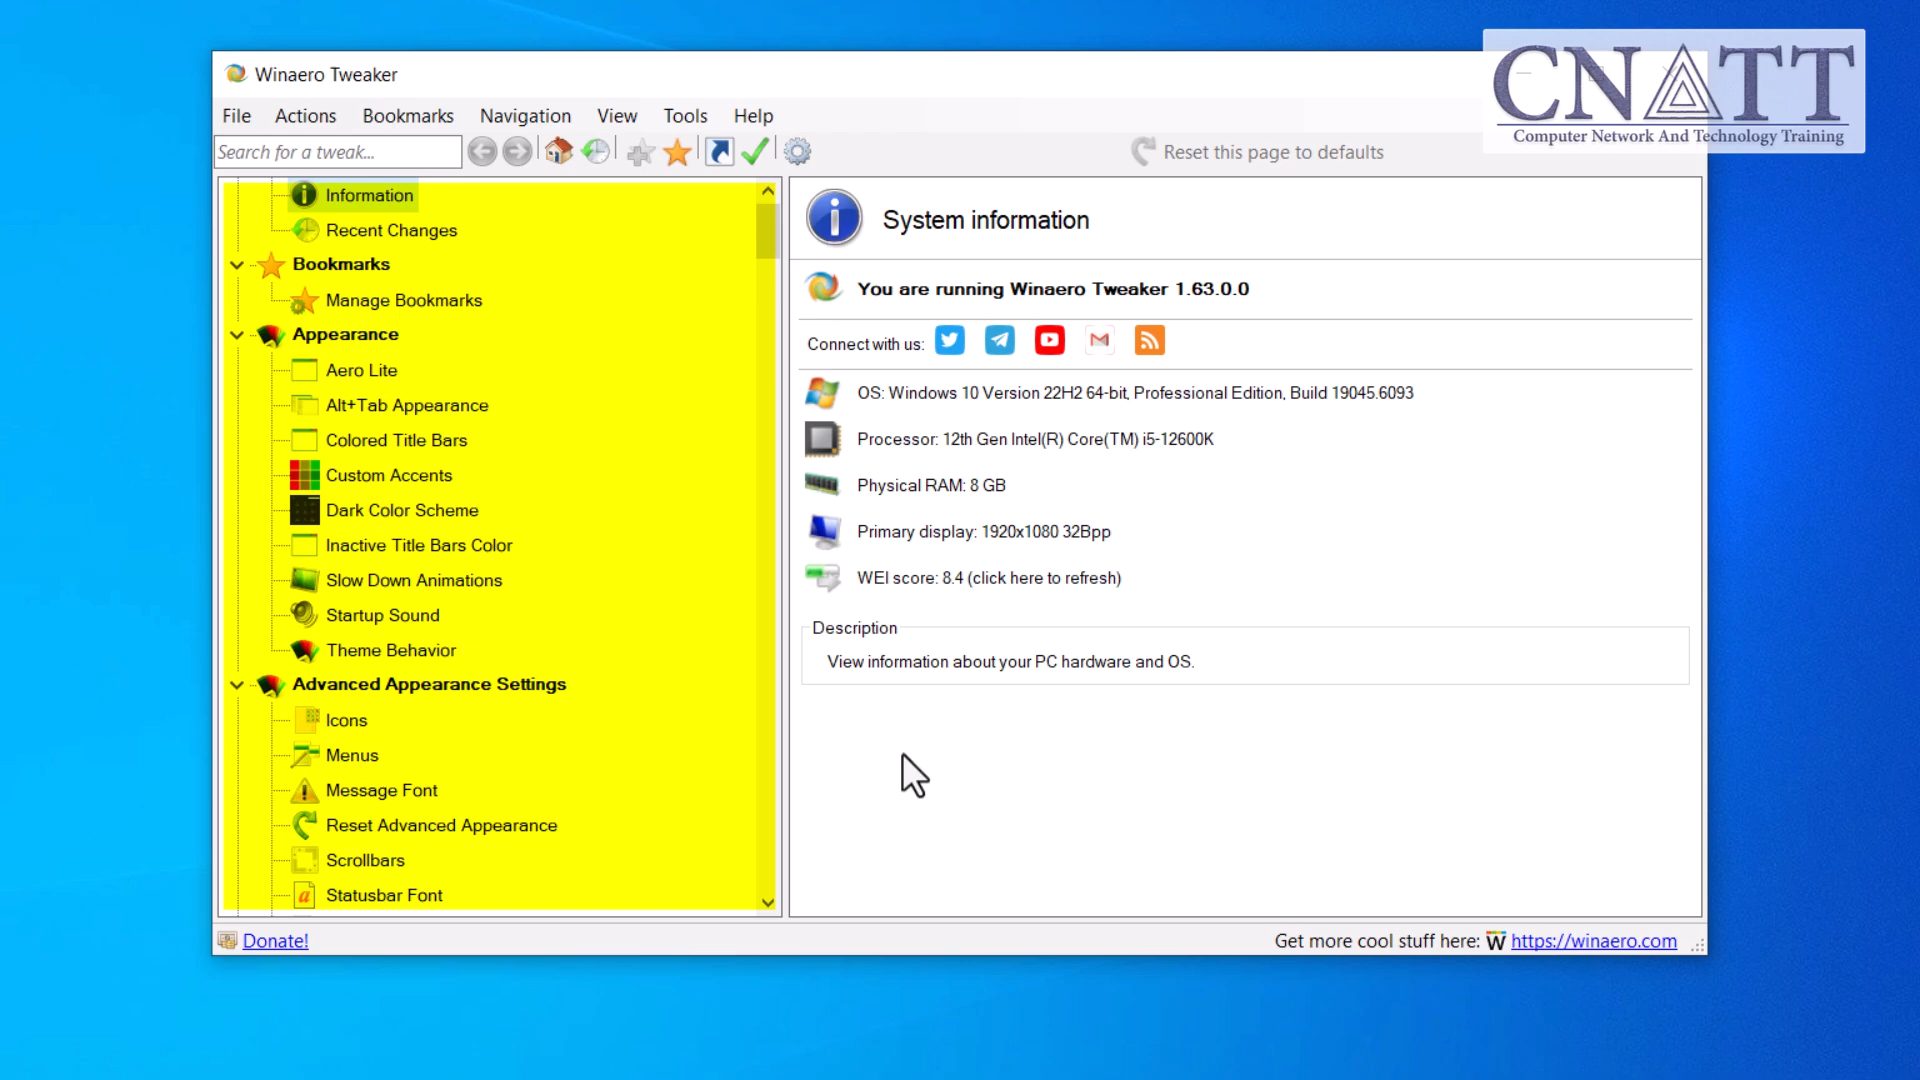 CNATT
Computer Network And Technology Training
Winaero Tweaker
File Actions Bookmarks Navigation View Tools Help
Search for a tweak...
Reset this page to defaults
Information
Recent Changes
Bookmarks
Manage Bookmarks
Appearance
Aero Lite
Alt+Tab Appearance
Colored Title Bars
Custom Accents
Dark Color Scheme
Inactive Title Bars Color
Slow Down Animations
Startup Sound
Theme Behavior
Advanced Appearance Settings
Icons
Menus
Message Font
Reset Advanced Appearance
Scrollbars
Statusbar Font
System information
You are running Winaero Tweaker 1.63.0.0
Connect with us:
OS: Windows 10 Version 22H2 64-bit, Professional Edition, Build 19045.6093
Processor: 12th Gen Intel(R) Core(TM) i5-12600K
Physical RAM: 8 GB
Primary display: 1920x1080 32Bpp
WEI score: 8.4 (click here to refresh)
Description
View information about your PC hardware and OS.
Donate!
Get more cool stuff here: W https://winaero.com